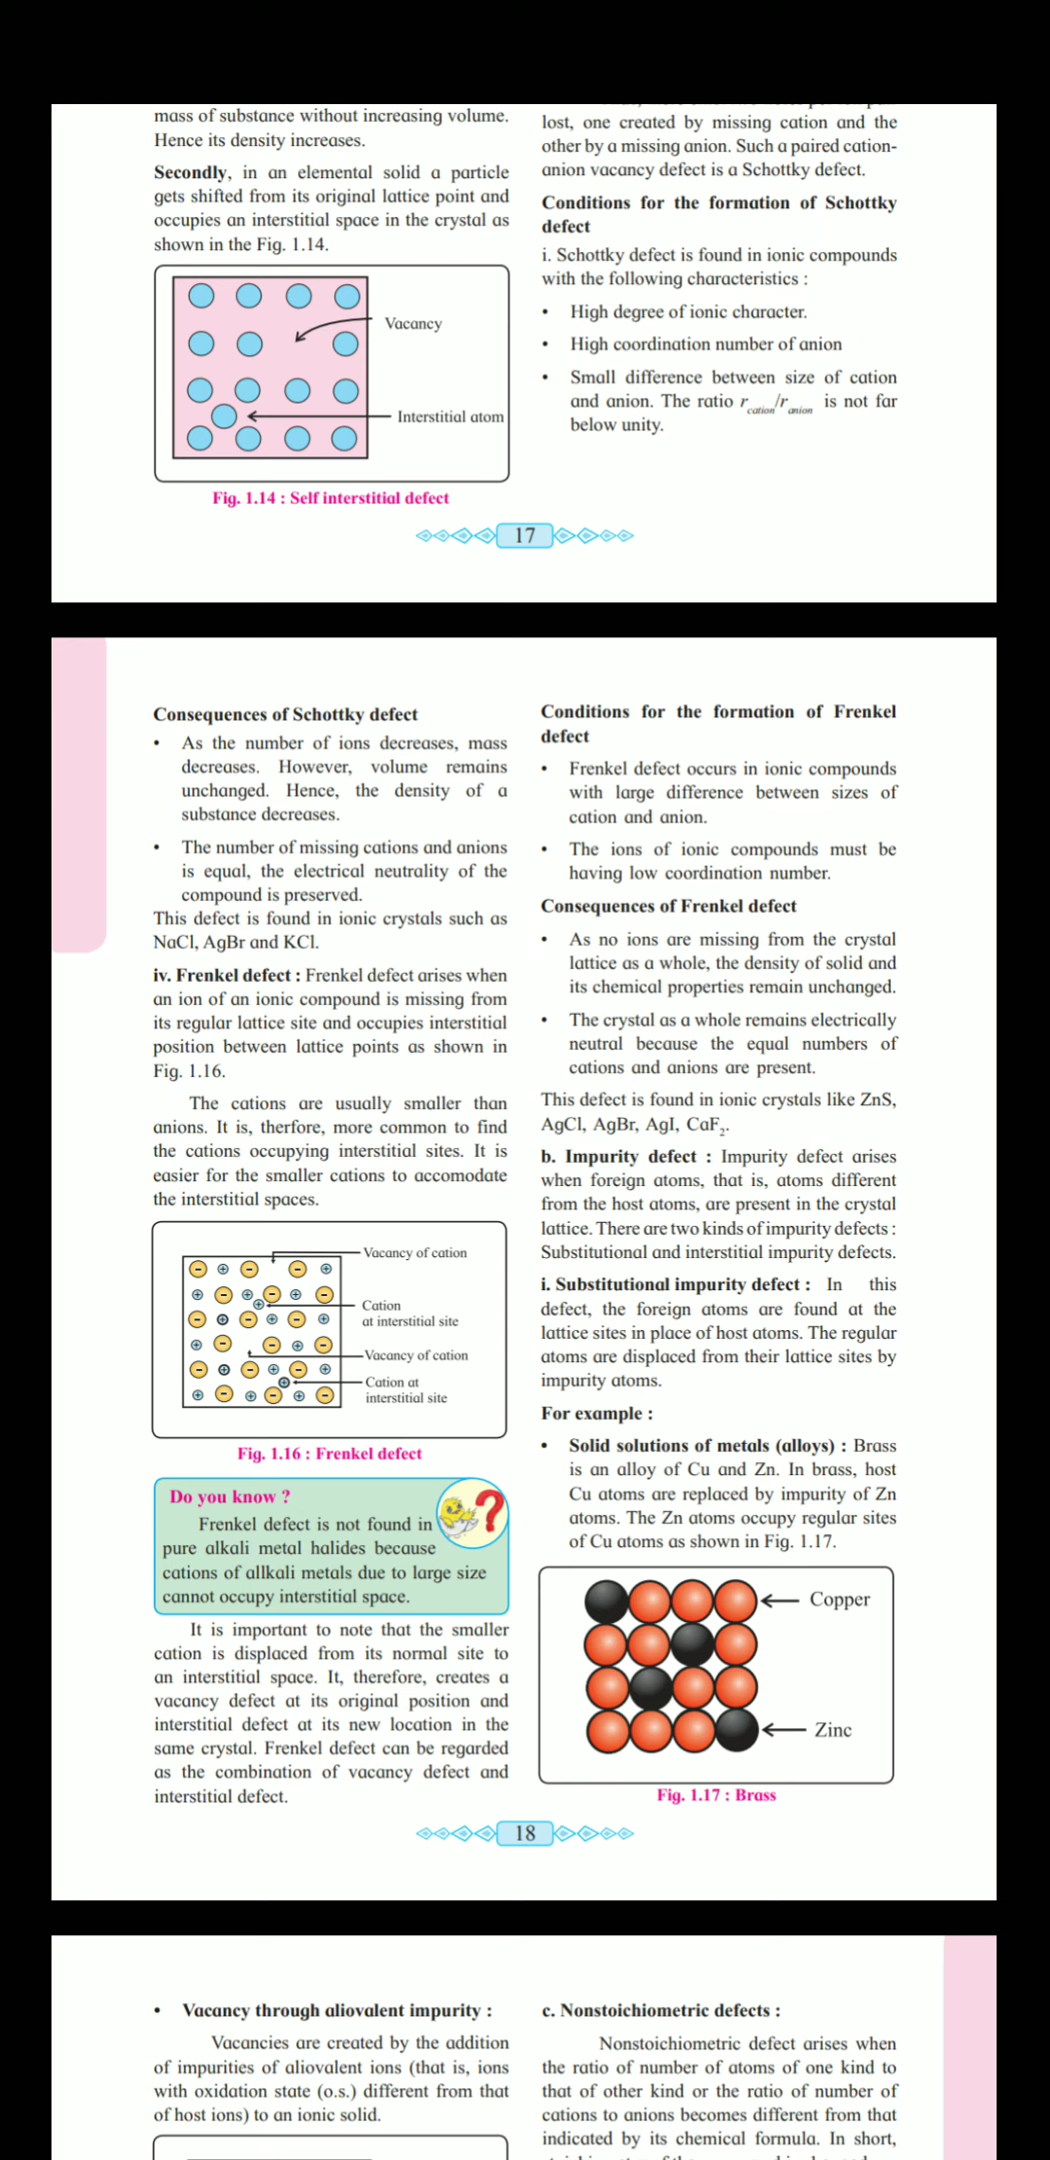 mass of substance without increasing volume.
Hence its density increases.
Secondly, in an elemental solid a particle
gets shifted from its original lattice point and
occupies an interstitial space in the crystal as
shown in the Fig. 1.14.
Vacancy
Interstitial atom
Fig. 1.14 : Self interstitial defect
lost, one created by missing cation and the
other by a missing anion. Such a paired cation-
anion vacancy defect is a Schottky defect.
Conditions for the formation of Schottky
defect
i. Schottky defect is found in ionic compounds
with the following characteristics :
• High degree of ionic character.
• High coordination number of anion
• Small difference between size of cation
and anion. The ratio r cation/r anion is not far
below unity.
17
Consequences of Schottky defect
• As the number of ions decreases, mass
decreases. However, volume remains
unchanged. Hence, the density of a
substance decreases.
• The number of missing cations and anions
is equal, the electrical neutrality of the
compound is preserved.
This defect is found in ionic crystals such as
NaCl, AgBr and KCl.
iv. Frenkel defect : Frenkel defect arises when
an ion of an ionic compound is missing from
its regular lattice site and occupies interstitial
position between lattice points as shown in
Fig. 1.16.
The cations are usually smaller than
anions. It is, therfore, more common to find
the cations occupying interstitial sites. It is
easier for the smaller cations to accomodate
the interstitial spaces.
Vacancy of cation
Cation
at interstitial site
Vacancy of cation
Cation at
interstitial site
Fig. 1.16 : Frenkel defect
Do you know ?
Frenkel defect is not found in
pure alkali metal halides because
cations of allkali metals due to large size
cannot occupy interstitial space.
It is important to note that the smaller
cation is displaced from its normal site to
an interstitial space. It, therefore, creates a
vacancy defect at its original position and
interstitial defect at its new location in the
same crystal. Frenkel defect can be regarded
as the combination of vacancy defect and
interstitial defect.
Conditions for the formation of Frenkel
defect
• Frenkel defect occurs in ionic compounds
with large difference between sizes of
cation and anion.
• The ions of ionic compounds must be
having low coordination number.
Consequences of Frenkel defect
• As no ions are missing from the crystal
lattice as a whole, the density of solid and
its chemical properties remain unchanged.
• The crystal as a whole remains electrically
neutral because the equal numbers of
cations and anions are present.
This defect is found in ionic crystals like ZnS,
AgCl, AgBr, AgI, CaF₂.
b. Impurity defect : Impurity defect arises
when foreign atoms, that is, atoms different
from the host atoms, are present in the crystal
lattice. There are two kinds of impurity defects :
Substitutional and interstitial impurity defects.
i. Substitutional impurity defect : In this
defect, the foreign atoms are found at the
lattice sites in place of host atoms. The regular
atoms are displaced from their lattice sites by
impurity atoms.
For example :
• Solid solutions of metals (alloys) : Brass
is an alloy of Cu and Zn. In brass, host
Cu atoms are replaced by impurity of Zn
atoms. The Zn atoms occupy regular sites
of Cu atoms as shown in Fig. 1.17.
Copper
Zinc
Fig. 1.17 : Brass
18
• Vacancy through aliovalent impurity :
Vacancies are created by the addition
of impurities of aliovalent ions (that is, ions
with oxidation state (o.s.) different from that
of host ions) to an ionic solid.
c. Nonstoichiometric defects :
Nonstoichiometric defect arises when
the ratio of number of atoms of one kind to
that of other kind or the ratio of number of
cations to anions becomes different from that
indicated by its chemical formula. In short,